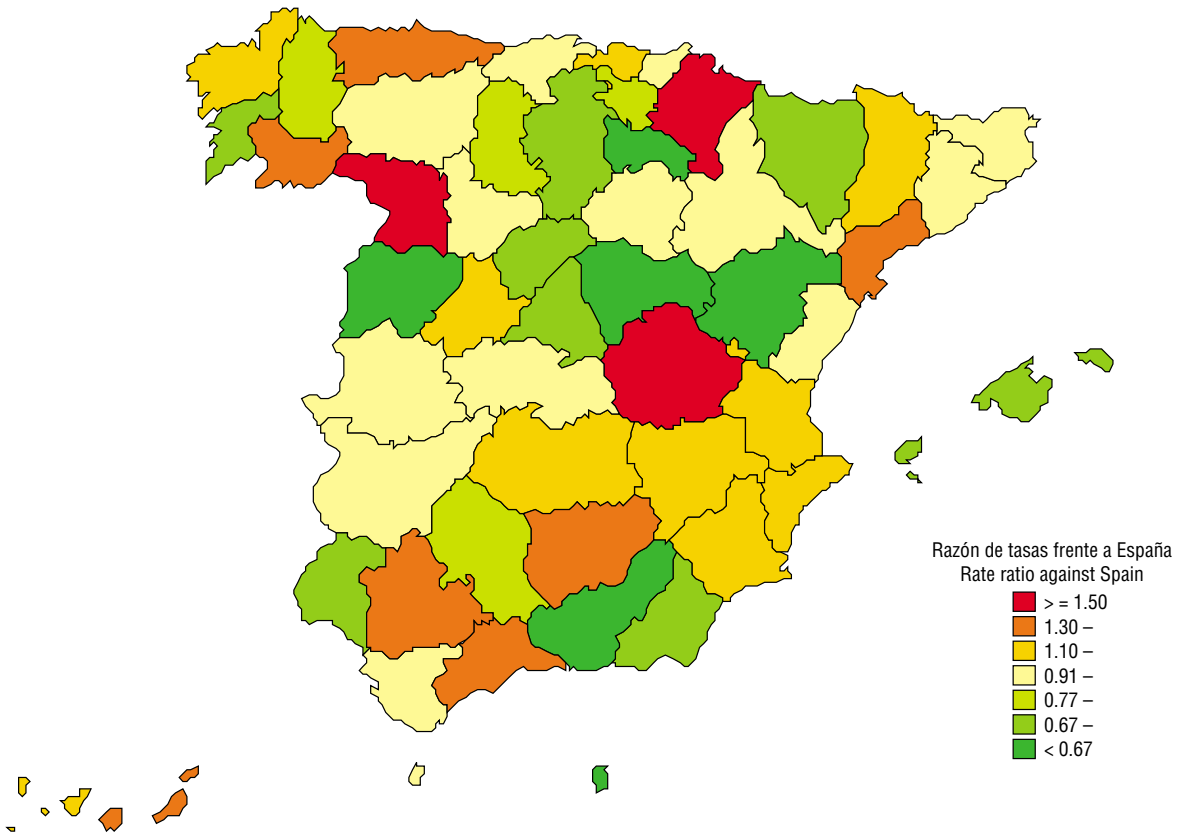 Razón de tasas frente a España
Rate ratio against Spain
> = 1.50
1.30 –
1.10 –
0.91 –
0.77 –
0.67 –
< 0.67